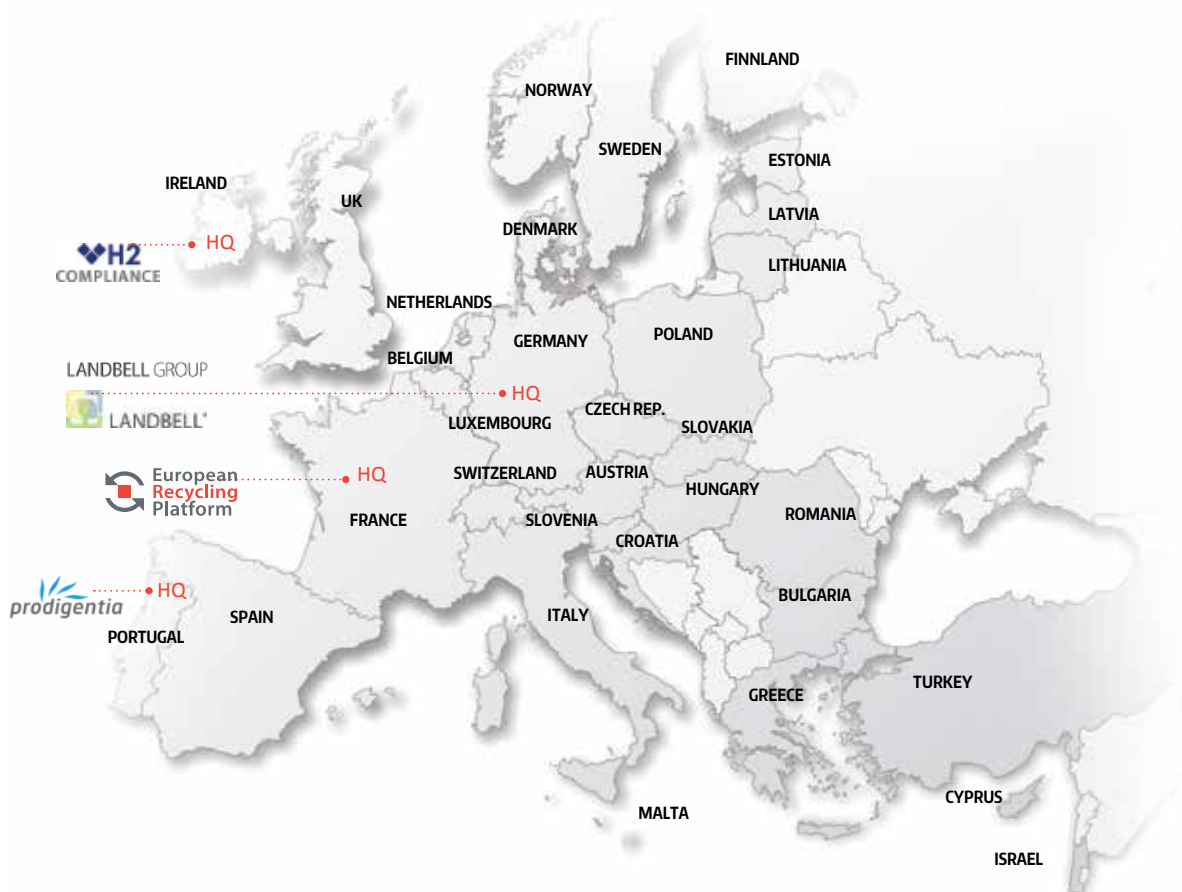 FINNLAND
NORWAY
SWEDEN
ESTONIA
IRELAND
UK
LATVIA
DENMARK
HQ
H2
COMPLIANCE
LITHUANIA
NETHERLANDS
GERMANY
POLAND
BELGIUM
LANDBELL GROUP
HQ
LANDBELL®
CZECH REP.
LUXEMBOURG
SLOVAKIA
European
Recycling
Platform
HQ
SWITZERLAND
AUSTRIA
HUNGARY
FRANCE
SLOVENIA
ROMANIA
CROATIA
prodigentia
HQ
BULGARIA
SPAIN
ITALY
PORTUGAL
TURKEY
GREECE
CYPRUS
MALTA
ISRAEL